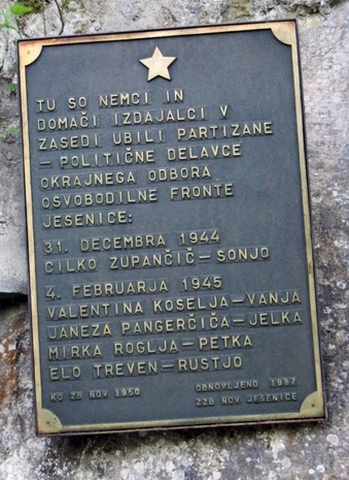 TU SO NEMCI IN
DOMAČI IZDAJALCI V
ZASEDI UBILI PARTIZANE
– POLITIČNE DELAVCE
OKRAJNEGA ODBORA
OSVOBODILNE FRONTE
JESENICE:
31. DECEMBRA 1944
CILKO ZUPANČIČ – SONJO
4. FEBRUARJA 1945
VALENTINA KOSELJA – VANJA
JANEZA PANGERČIČA – JELKA
MIRKA ROGLJA – PETKA
ELO TREVEN – RUSTJO
KO ZB NOV 1950
OBNOVLJENO 1987
ZZB NOV JESENICE